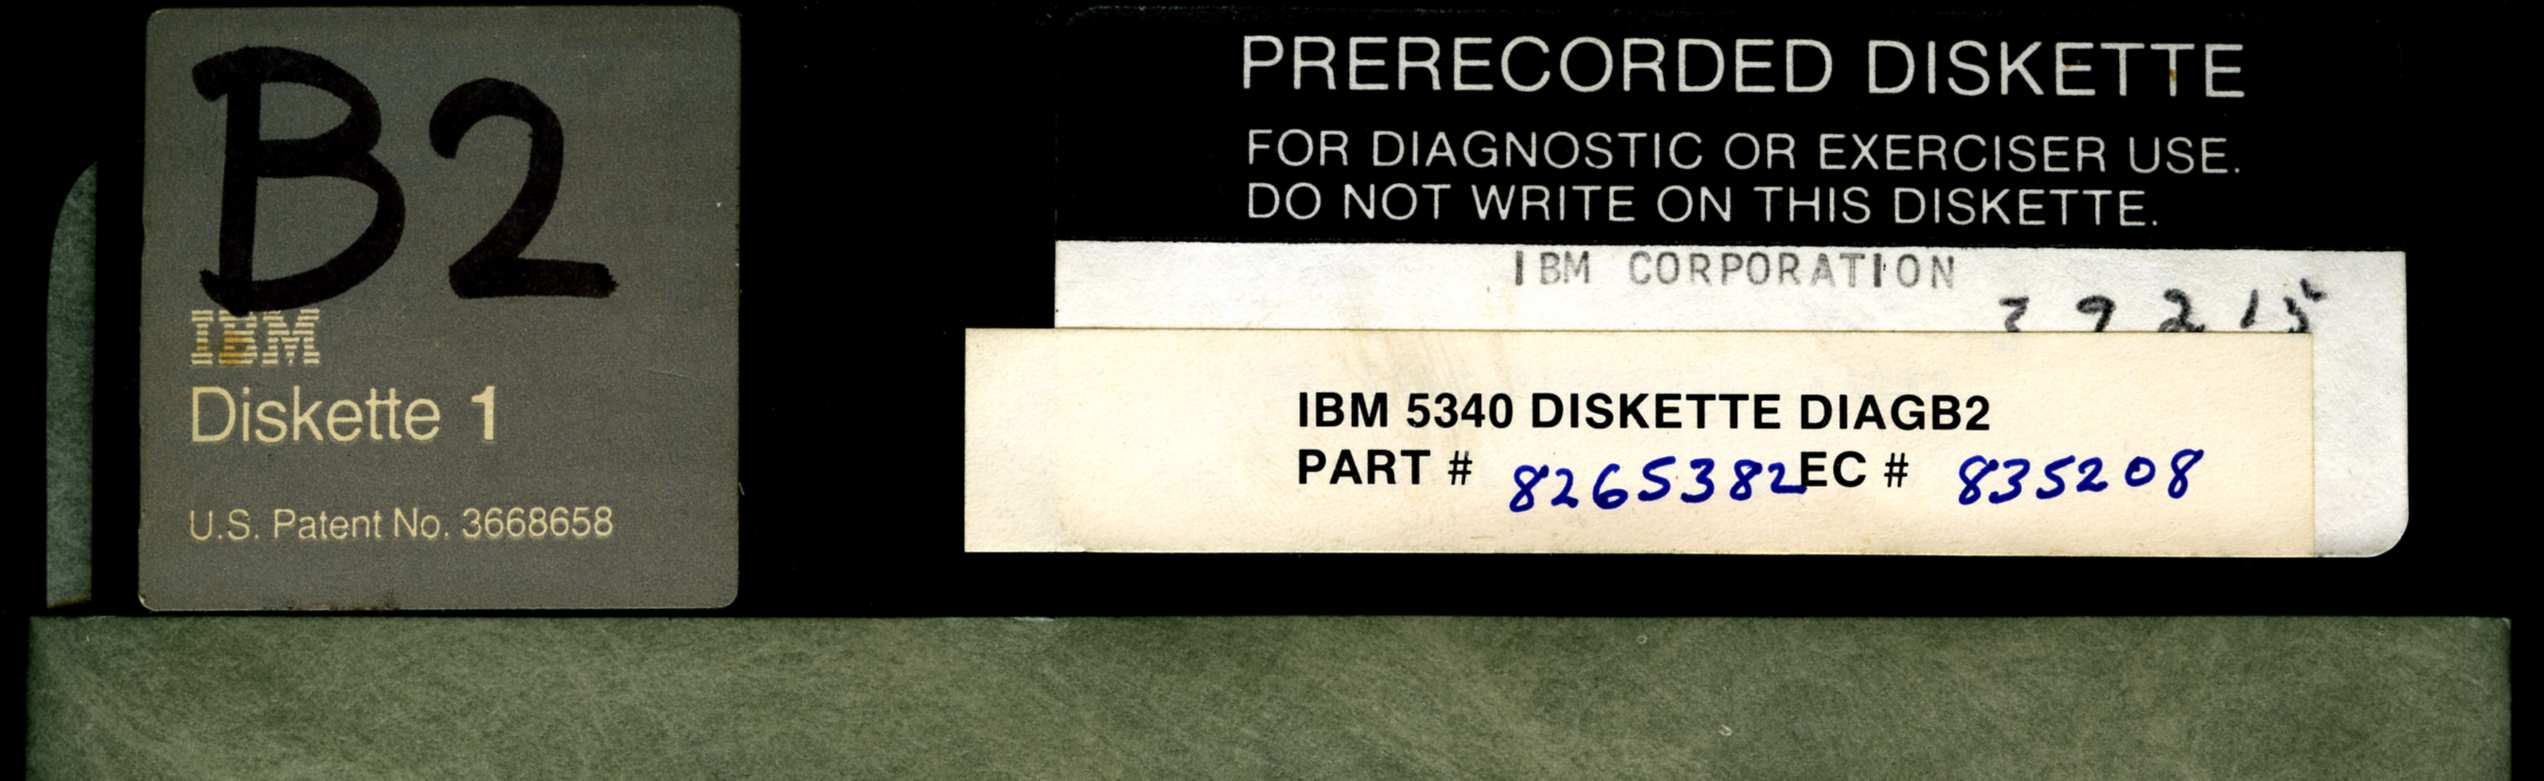 B2
IBM
Diskette 1
U.S. Patent No. 3668658
PRERECORDED DISKETTE
FOR DIAGNOSTIC OR EXERCISER USE.
DO NOT WRITE ON THIS DISKETTE.
IBM CORPORATION
IBM 5340 DISKETTE DIAGB2
PART # 8265382 EC # 835208